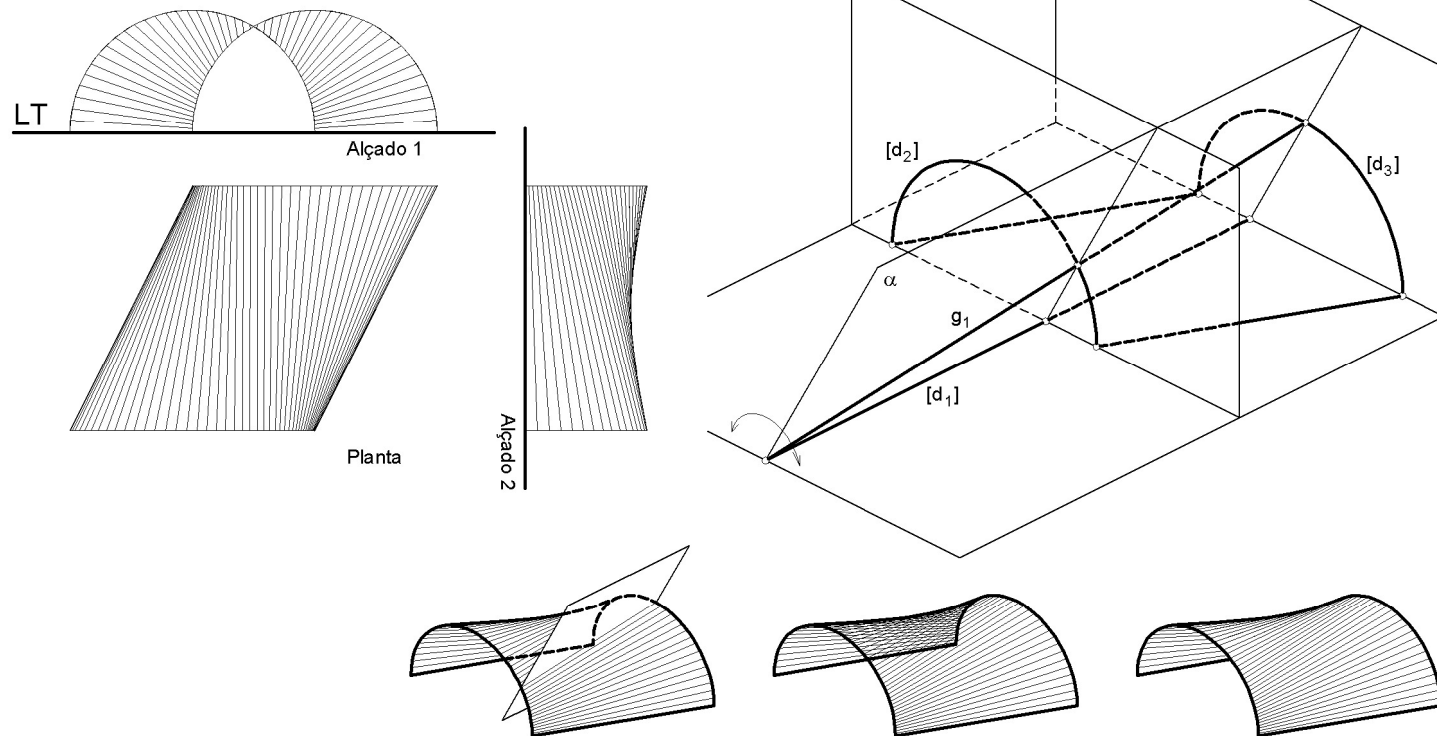 LT
Alçado 1
Alçado 2
Planta
[d2]
[d3]
α
g1
[d1]